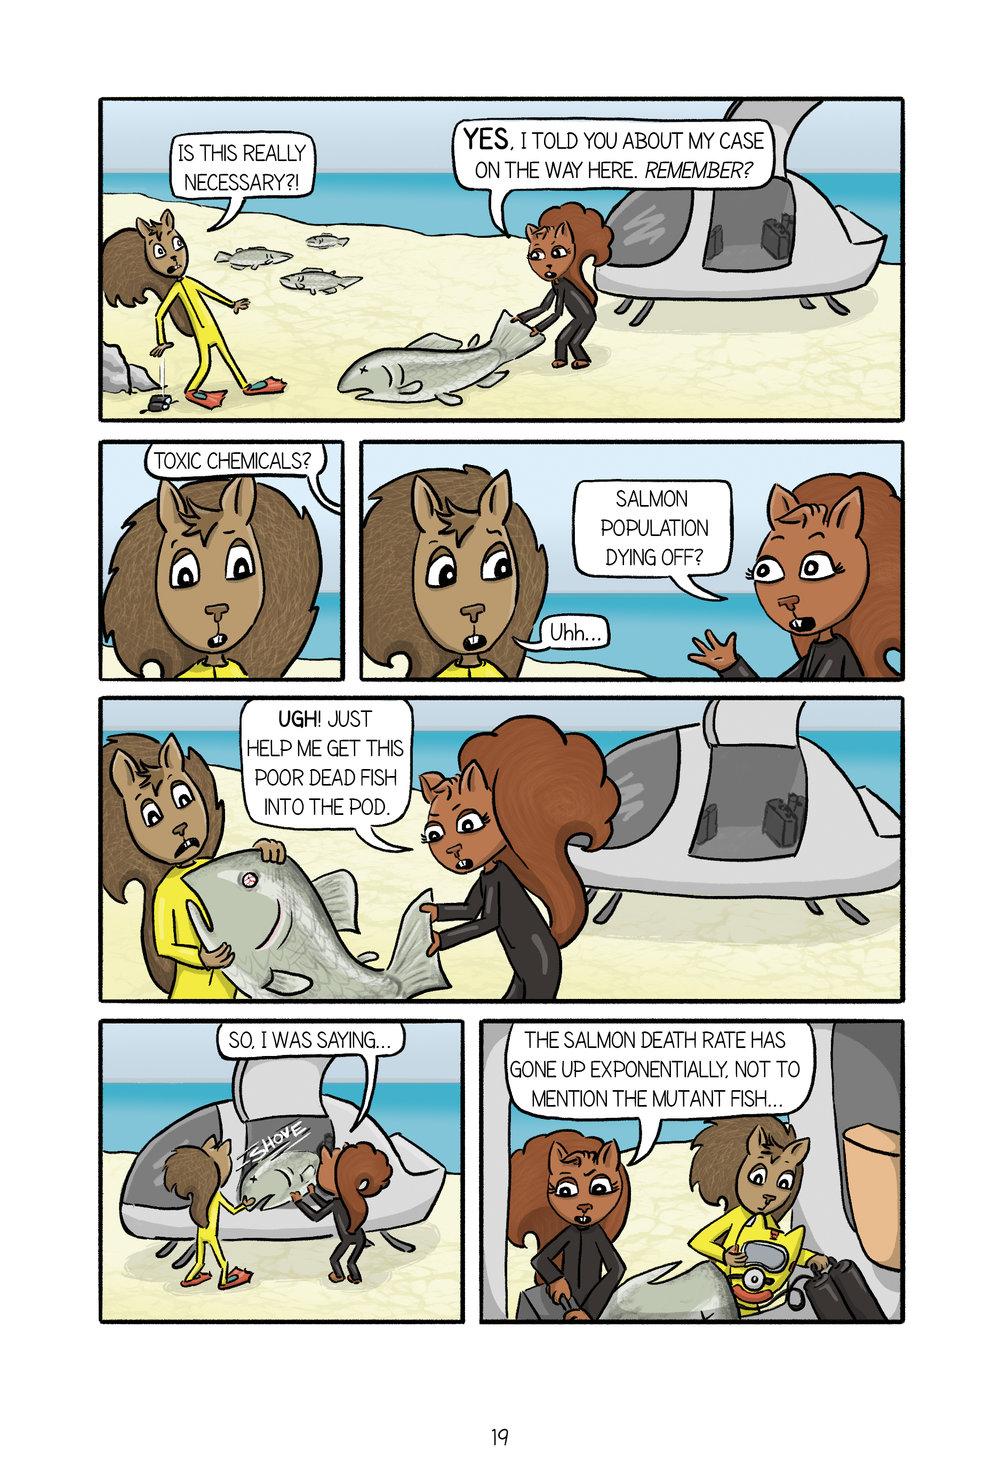 IS THIS REALLY
NECESSARY?!
YES, I TOLD YOU ABOUT MY CASE
ON THE WAY HERE. REMEMBER?
TOXIC CHEMICALS?
SALMON
POPULATION
DYING OFF?
Uhh...
UGH! JUST
HELP ME GET THIS
POOR DEAD FISH
INTO THE POD.
SO, I WAS SAYING...
SHOVE
THE SALMON DEATH RATE HAS
GONE UP EXPONENTIALLY, NOT TO
MENTION THE MUTANT FISH...
19